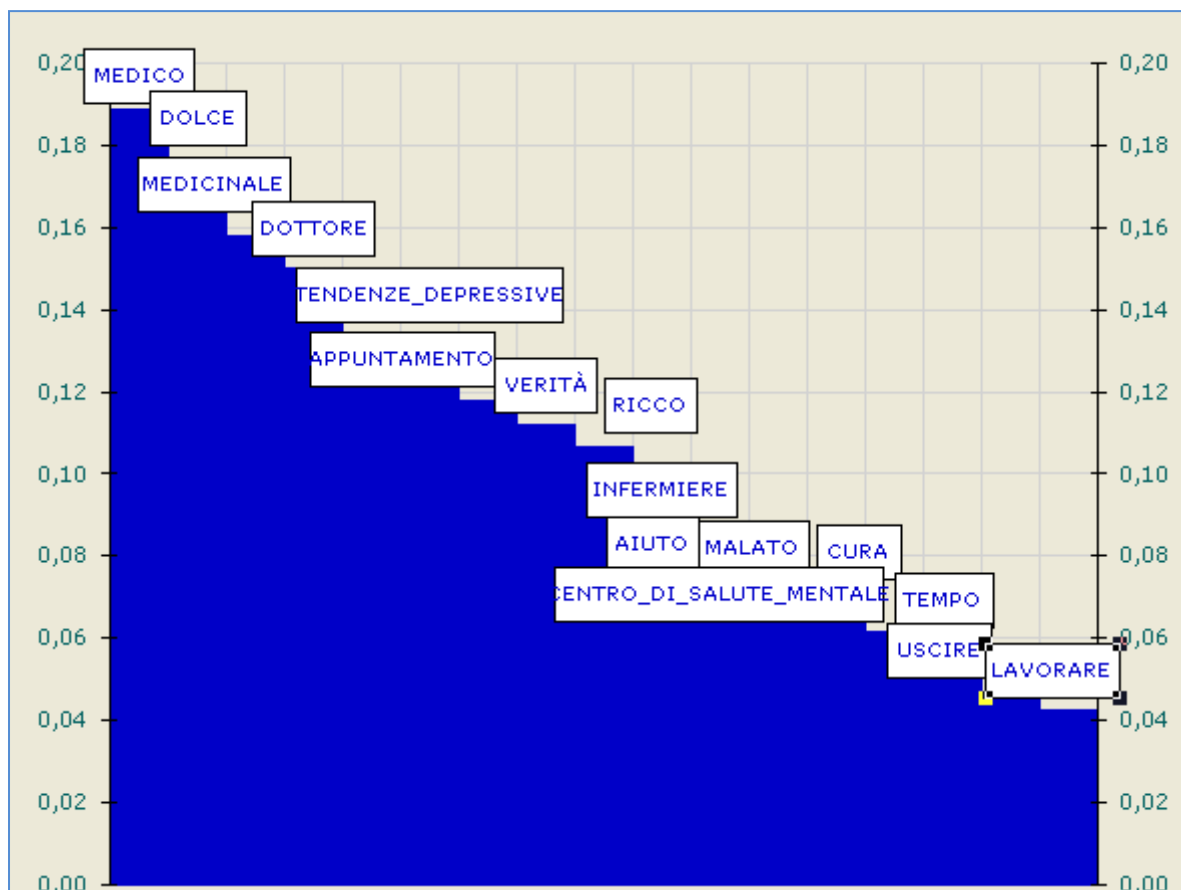 0,20
0,20
MEDICO
DOLCE
0,18
0,18
MEDICINALE
DOTTORE
0,16
0,16
TENDENZE_DEPRESSIVE
0,14
0,14
APPUNTAMENTO
VERITÀ
RICCO
0,12
0,12
0,10
0,10
INFERMIERE
AIUTO
MALATO
CURA
0,08
0,08
CENTRO_DI_SALUTE_MENTALE
TEMPO
0,06
0,06
USCIRE
LAVORARE
0,04
0,04
0,02
0,02
0,00
0,00